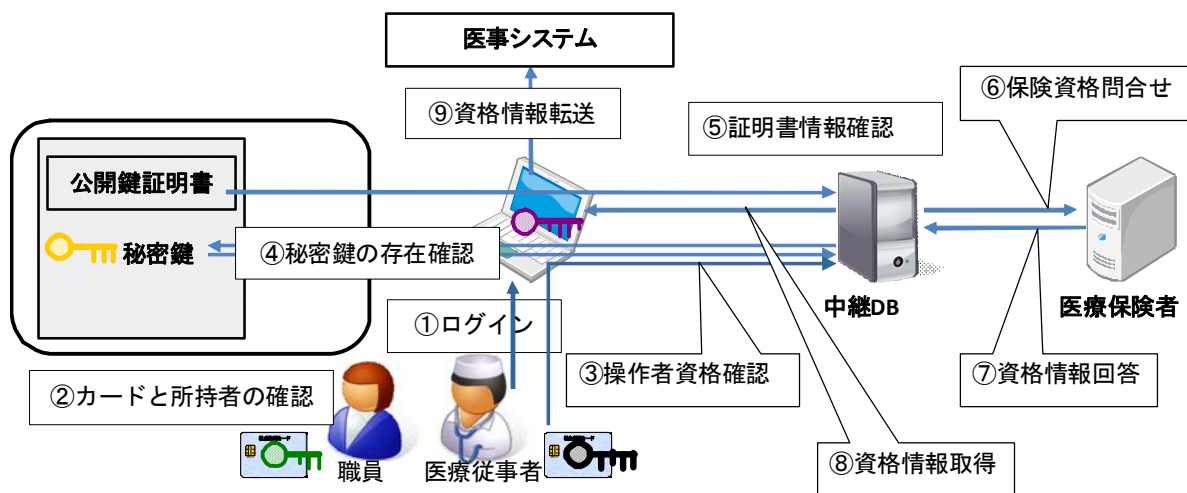 医事システム
⑨資格情報転送
⑥保険資格問合せ
⑤証明書情報確認
公開鍵証明書
秘密鍵
④秘密鍵の存在確認
中継DB
医療保険者
①ログイン
③操作者資格確認
⑦資格情報回答
②カードと所持者の確認
⑧資格情報取得
職員
医療従事者